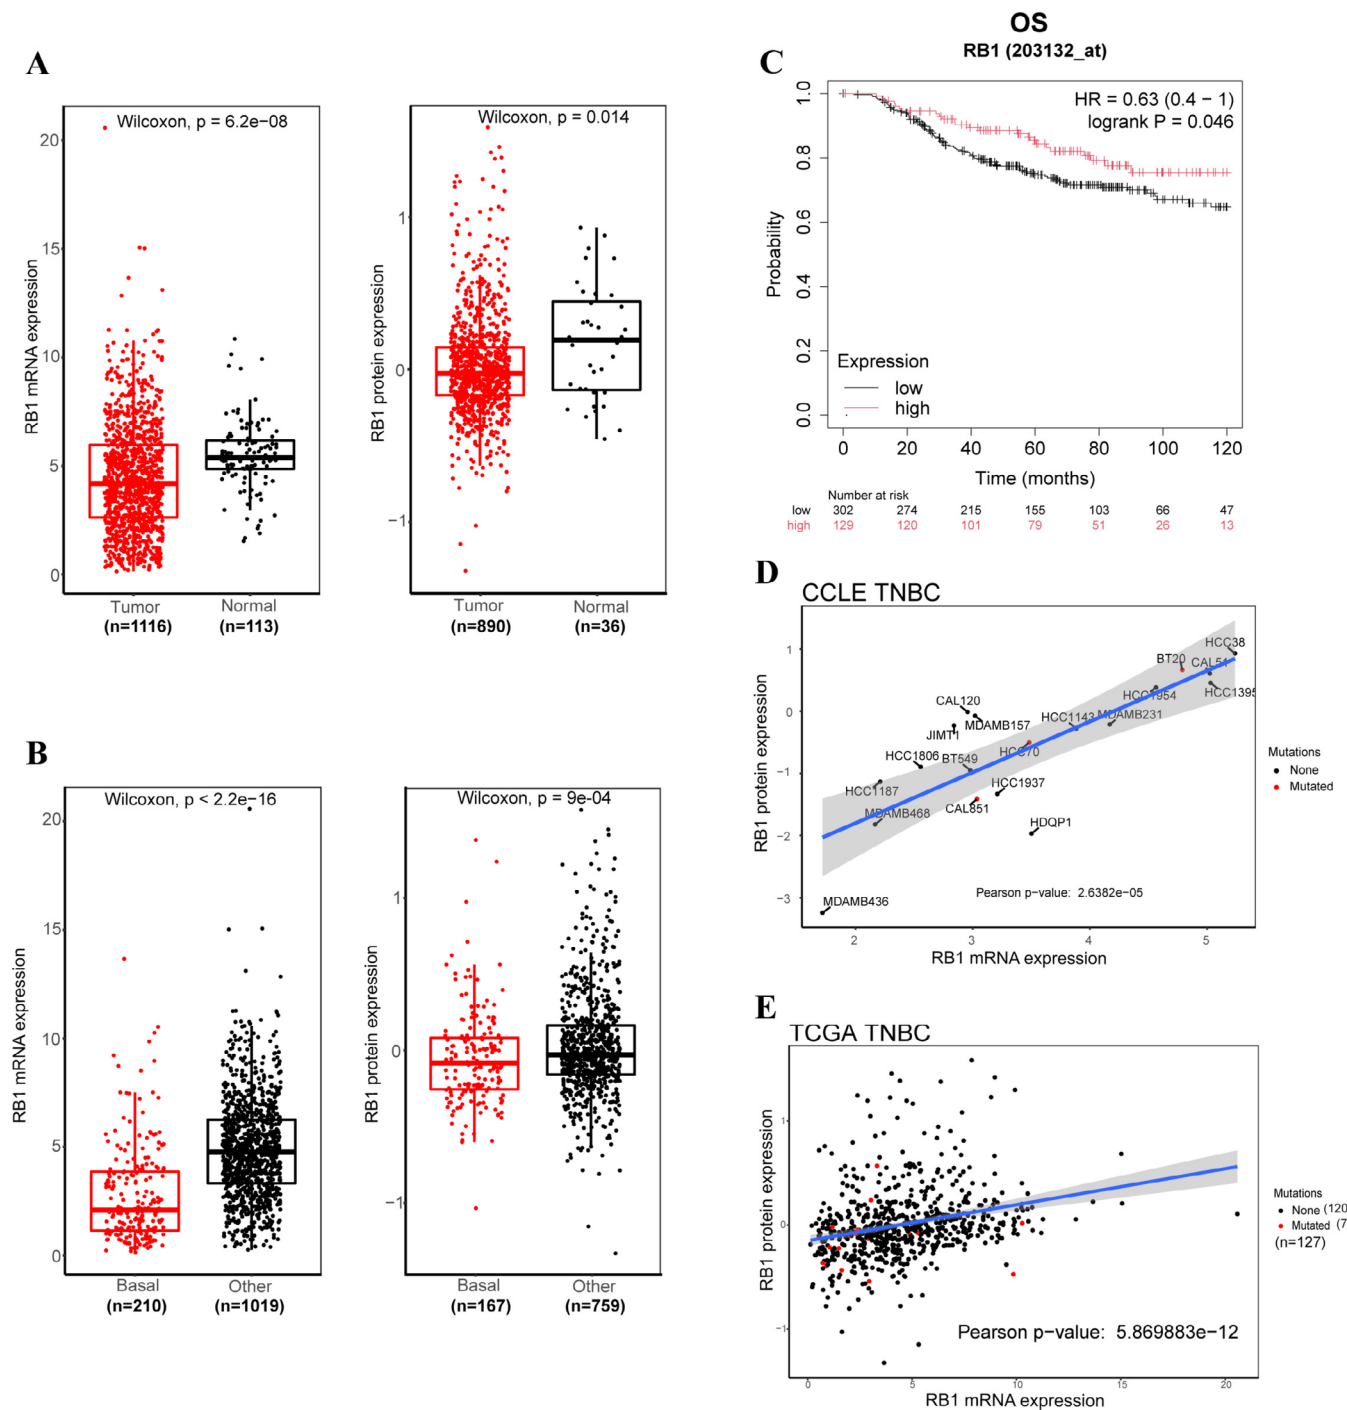 A
Wilcoxon, p = 6.2e−08
RB1 mRNA expression
20
15
10
5
0
Tumor
Normal
(n=1116)
(n=113)
Wilcoxon, p = 0.014
RB1 protein expression
1
0
−1
Tumor
Normal
(n=890)
(n=36)
B
Wilcoxon, p < 2.2e−16
RB1 mRNA expression
20
15
10
5
0
Basal
Other
(n=210)
(n=1019)
Wilcoxon, p = 9e−04
RB1 protein expression
1
0
−1
Basal
Other
(n=167)
(n=759)
OS
C
RB1 (203132_at)
HR = 0.63 (0.4 − 1)
logrank P = 0.046
Probability
1.0
0.8
0.6
0.4
0.2
0.0
Expression
low
high
0 20 40 60 80 100 120
Time (months)
Number at risk
low 302 274 215 155 103 66 47
high 129 120 101 79 51 26 13
D
CCLE TNBC
RB1 protein expression
1
0
−1
−2
−3
HCC38
BT20
CAL51
HCC1954
HCC1395
CAL120
MDAMB157
HCC1143
MDAMB231
JIMT1
HCC70
HCC1806
BT549
HCC1187
HCC1937
MDAMB468
CAL851
HDQP1
MDAMB436
Pearson p−value: 2.6382e−05
2 3 4 5
RB1 mRNA expression
Mutations
None
Mutated
E
TCGA TNBC
RB1 protein expression
1
0
−1
Pearson p−value: 5.869883e−12
0 5 10 15 20
RB1 mRNA expression
Mutations
None (120
Mutated (7
(n=127)